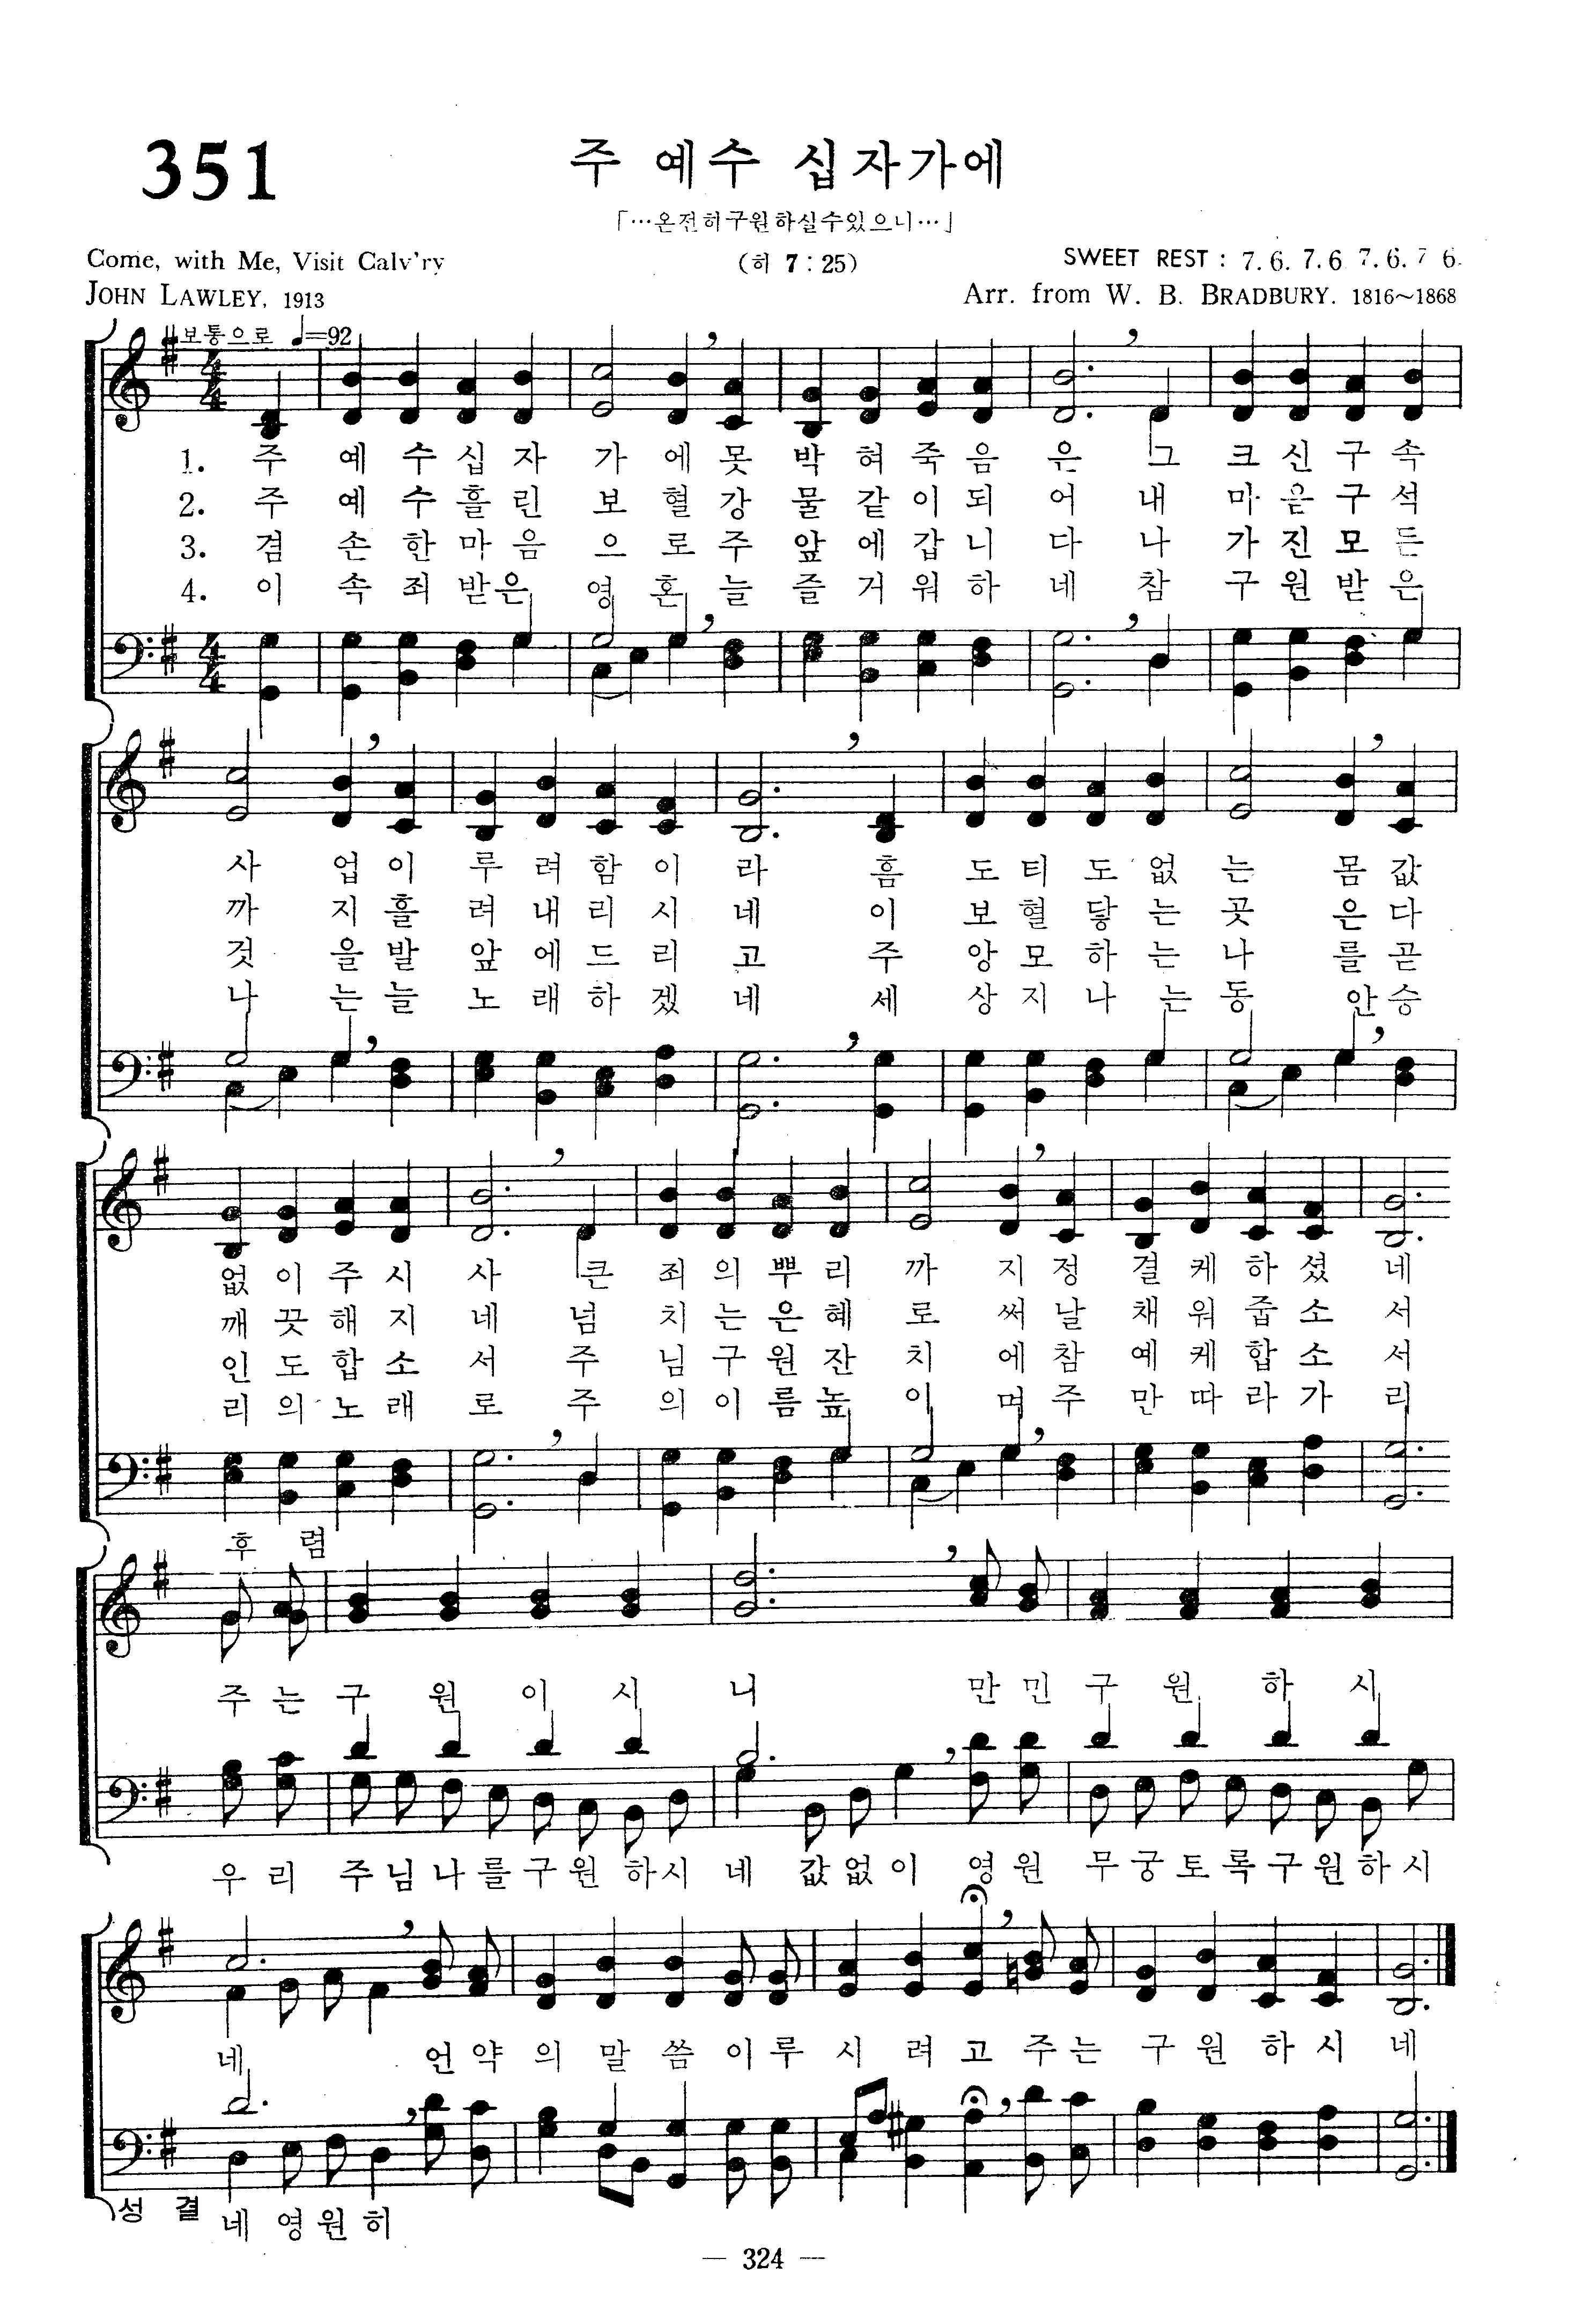 351
주 예수 십자가에
「…온전히구원하실수있으니…」
Come, with Me, Visit Calv'ry
(히 7 : 25)
SWEET REST : 7. 6. 7. 6 7. 6. 7 6.
JOHN LAWLEY, 1913
Arr. from W. B. BRADBURY. 1816~1868
보통으로 ♩=92
1. 주 예 수 십 자 가 에 못 박 혀 죽 음 은 그 크 신 구 속
2. 주 예 수 흘 린 보 혈 강 물 같 이 되 어 내 마 음 구 석
3. 겸 손 한 마 음 으 로 주 앞 에 갑 니 다 나 가 진 모 든
4. 이 속 죄 받 은 영 혼 늘 즐 거 워 하 네 참 구 원 받 은
사 업 이 루 려 함 이 라 흠 도 티 도 없 는 몸 값
까 지 흘 려 내 리 시 네 이 보 혈 닿 는 곳 은 다
것 을 발 앞 에 드 리 고 주 앙 모 하 는 나 를 곧
나 는 늘 노 래 하 겠 네 세 상 지 나 는 동 안 승
없 이 주 시 사 큰 죄 의 뿌 리 까 지 정 결 케 하 셨 네
깨 끗 해 지 네 넘 치 는 은 혜 로 써 날 채 워 줍 소 서
인 도 합 소 서 주 님 구 원 잔 치 에 참 예 케 합 소 서
리 의 노 래 로 주 의 이 름 높 이 며 주 만 따 라 가 리
후 렴
주 는 구 원 이 시 니 만 민 구 원 하 시
우 리 주 님 나 를 구 원 하 시 네 값 없 이 영 원 무 궁 토 록 구 원 하 시
네 언 약 의 말 씀 이 루 시 려 고 주 는 구 원 하 시 네
성 결 네 영 원 히
— 324 —